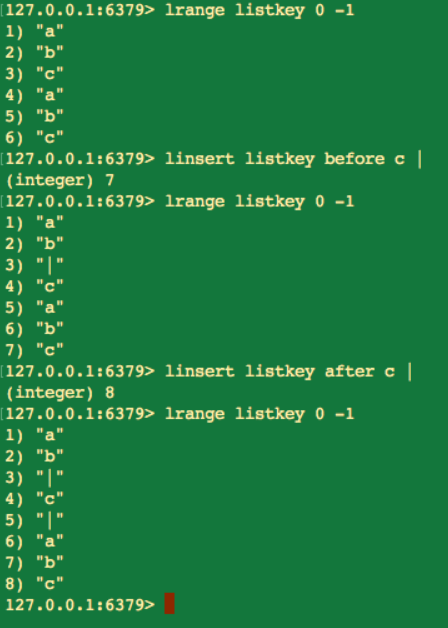 [127.0.0.1:6379> lrange listkey 0 -1
1) "a"
2) "b"
3) "c"
4) "a"
5) "b"
6) "c"
[127.0.0.1:6379> linsert listkey before c |
(integer) 7
[127.0.0.1:6379> lrange listkey 0 -1
1) "a"
2) "b"
3) "|"
4) "c"
5) "a"
6) "b"
7) "c"
[127.0.0.1:6379> linsert listkey after c |
(integer) 8
[127.0.0.1:6379> lrange listkey 0 -1
1) "a"
2) "b"
3) "|"
4) "c"
5) "|"
6) "a"
7) "b"
8) "c"
127.0.0.1:6379>